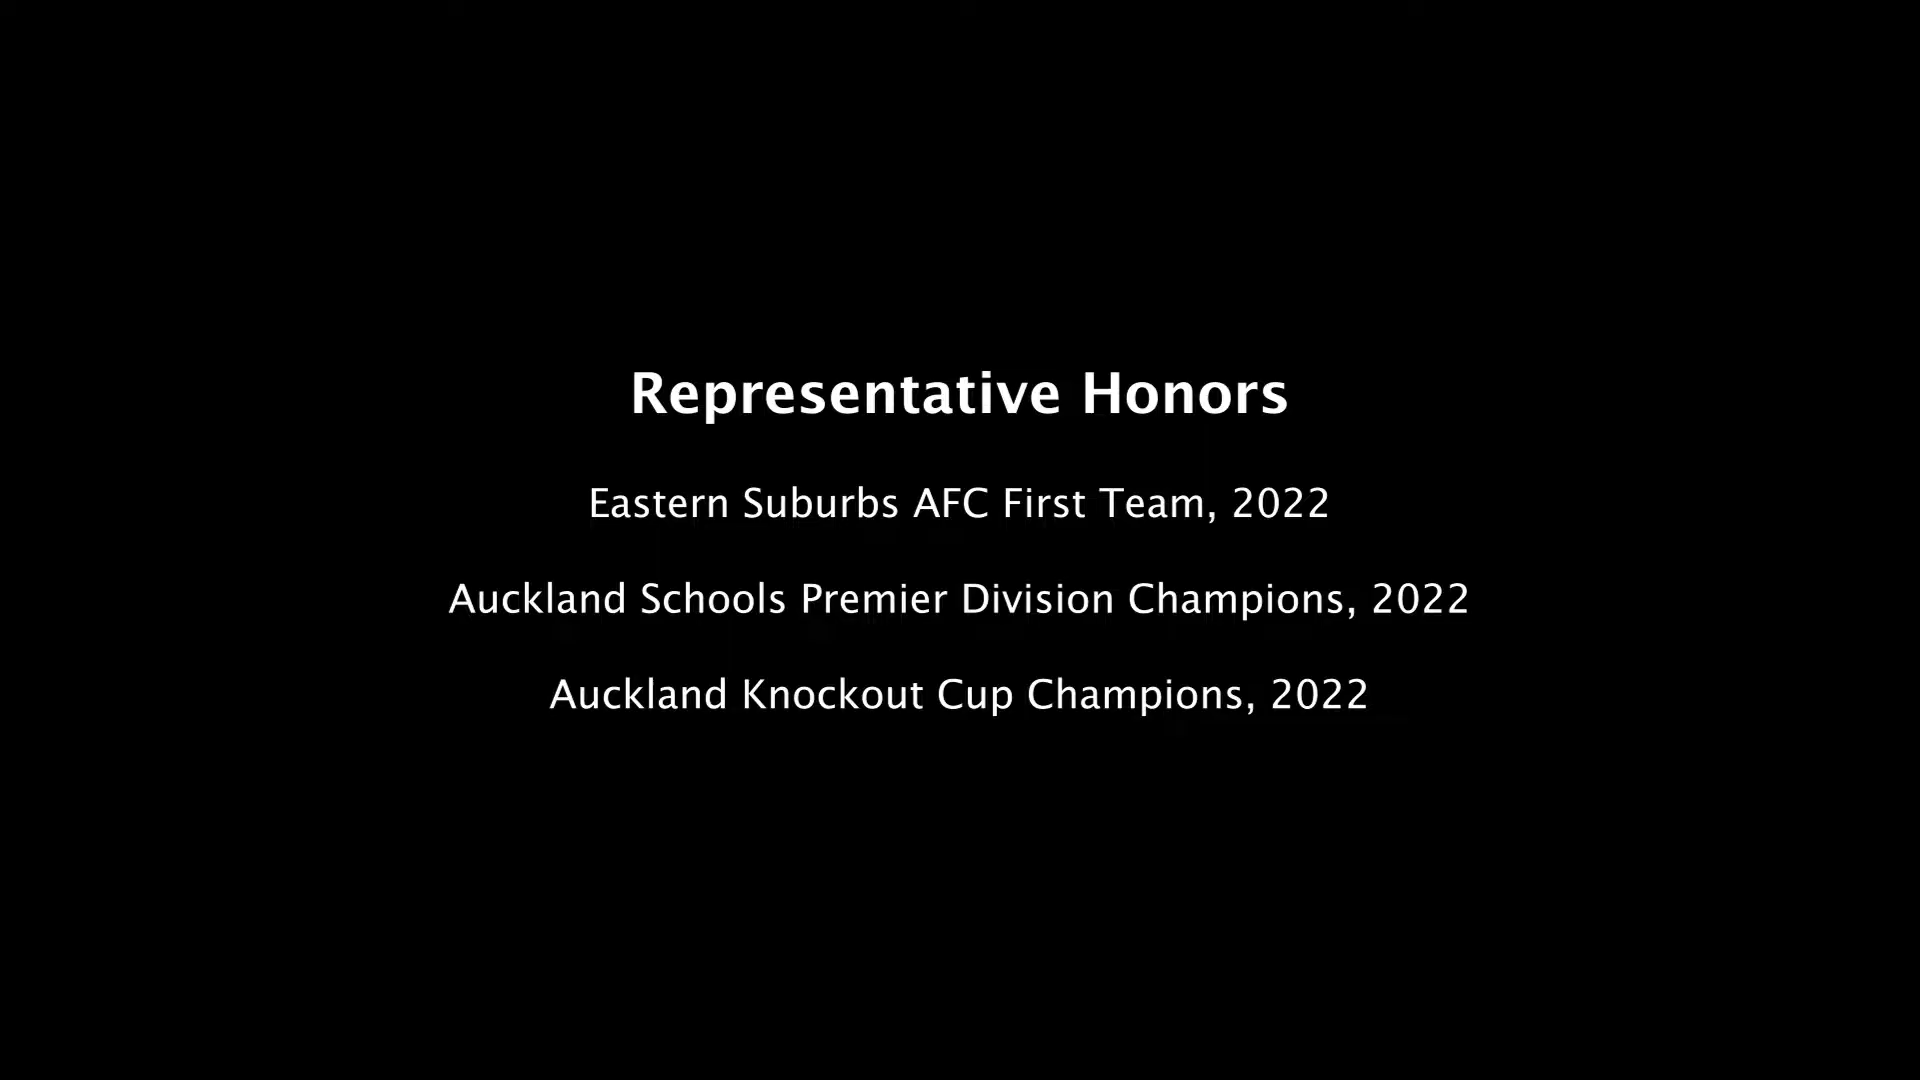 Representative Honors
Eastern Suburbs AFC First Team, 2022
Auckland Schools Premier Division Champions, 2022
Auckland Knockout Cup Champions, 2022